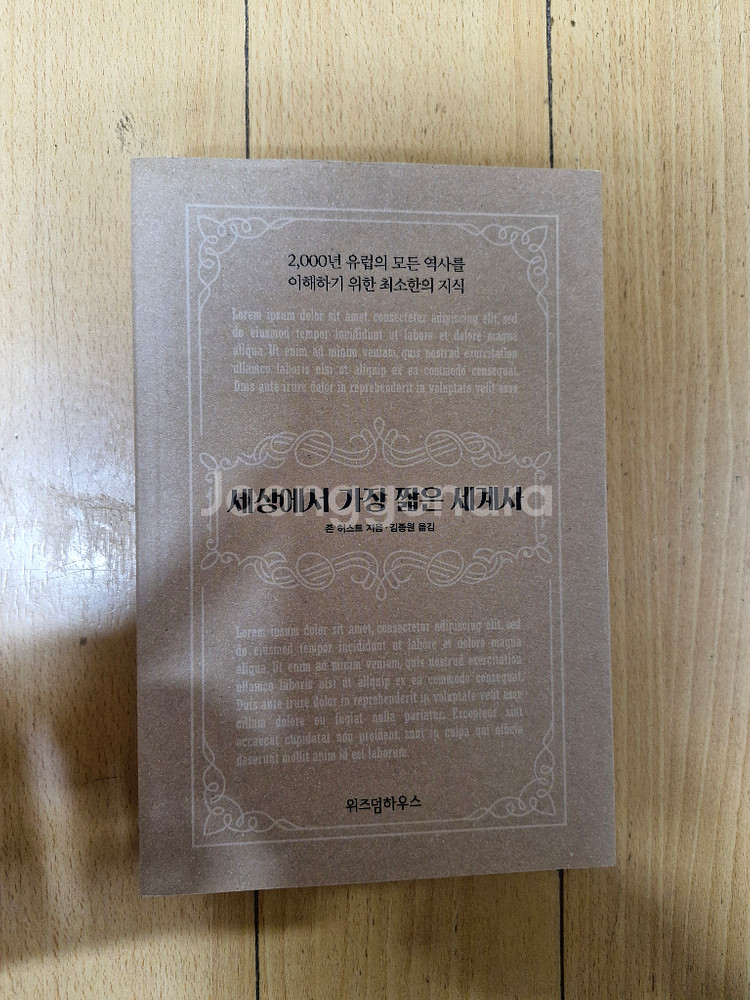 2,000년 유럽의 모든 역사를
이해하기 위한 최소한의 지식
Lorem ipsum dolor sit amet, consectetur adipiscing elit, sed
do eiusmod tempor incididunt ut labore et dolore magna
aliqua. Ut enim ad minim veniam, quis nostrud exercitation
ullamco laboris nisi ut aliquip ex ea commodo consequat.
Duis aute irure dolor in reprehenderit in voluptate velit esse
세상에서 가장 짧은 세계사
Joongonara
존 허스트 지음·김종원 옮김
Lorem ipsum dolor sit amet, consectetur adipiscing elit, sed
do eiusmod tempor incididunt ut labore et dolore magna
aliqua. Ut enim ad minim veniam, quis nostrud exercitation
ullamco laboris nisi ut aliquip ex ea commodo consequat.
Duis aute irure dolor in reprehenderit in voluptate velit esse
cillum dolore eu fugiat nulla pariatur. Excepteur sint
occaecat cupidatat non proident, sunt in culpa qui officia
deserunt mollit anim id est laborum.
위즈덤하우스